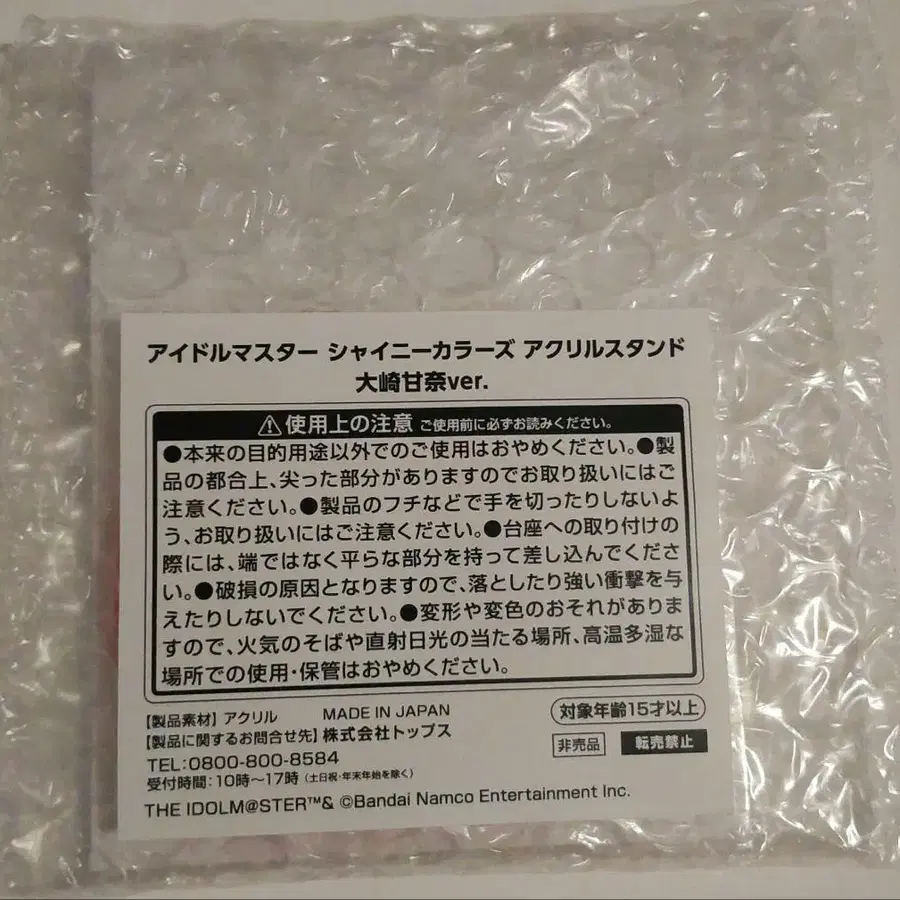 アイドルマスター シャイニーカラーズ アクリルスタンド
大崎甘奈ver.
⚠使用上の注意 ご使用前に必ずお読みください。
●本来の目的用途以外でのご使用はおやめください。●製
品の都合上、尖った部分がありますのでお取り扱いにはご
注意ください。●製品のフチなどで手を切ったりしないよ
う、お取り扱いにはご注意ください。●台座への取り付けの
際には、端ではなく平らな部分を持って差し込んでくださ
い。●破損の原因となりますので、落としたり強い衝撃を与
えたりしないでください。●変形や変色のおそれがありま
すので、火気のそばや直射日光の当たる場所、高温多湿な
場所での使用・保管はおやめください。
【製品素材】アクリル MADE IN JAPAN
対象年齢15才以上
【製品に関するお問合せ先】株式会社トップス
非売品 転売禁止
TEL:0800-800-8584
受付時間:10時〜17時(土日祝・年末年始を除く)
THE IDOLM@STER™& ©Bandai Namco Entertainment Inc.